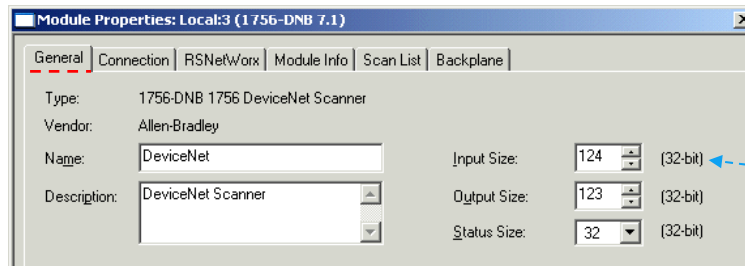 Module Properties: Local:3 (1756-DNB 7.1)
General Connection RSNetWorx Module Info Scan List Backplane
Type: 1756-DNB 1756 DeviceNet Scanner
Vendor: Allen-Bradley
Name: DeviceNet Input Size: 124 (32-bit)
Description: DeviceNet Scanner Output Size: 123 (32-bit)
Status Size: 32 (32-bit)